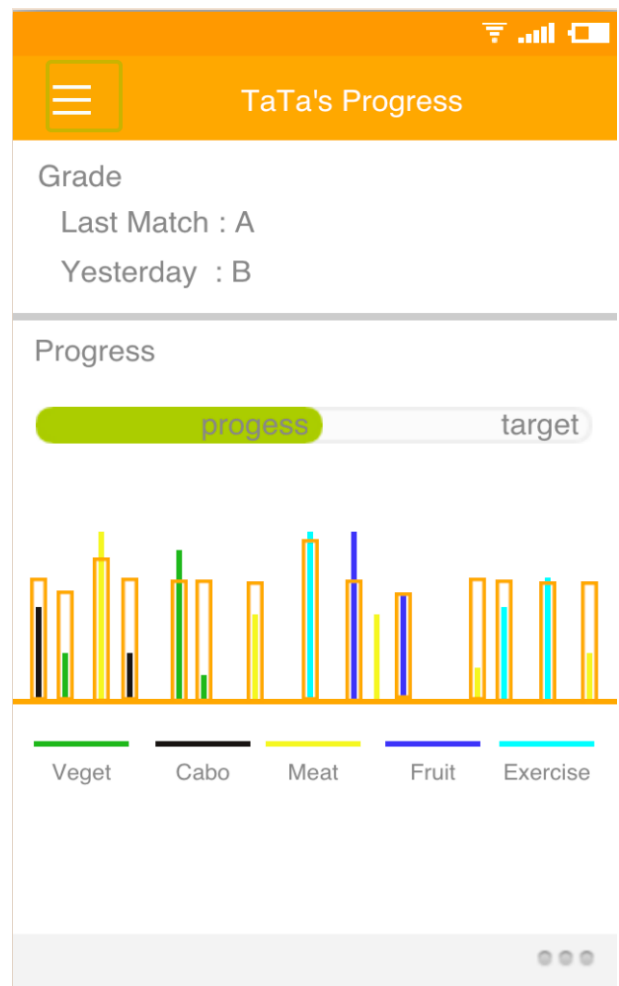 TaTa's Progress
Grade
Last Match : A
Yesterday : B
Progress
progess target
Veget Cabo Meat Fruit Exercise